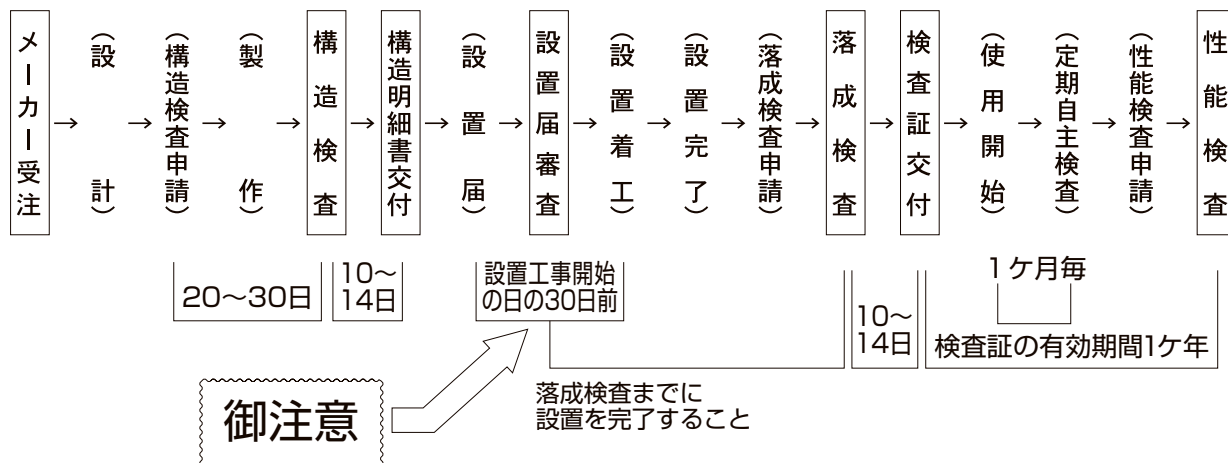 メーカー受注
→
(設計)
→
(構造検査申請)
→
(製作)
→
構造検査
→
構造明細書交付
→
(設置届)
→
設置届審査
→
(設置着工)
→
(設置完了)
→
(落成検査申請)
→
落成検査
→
検査証交付
→
(使用開始)
→
(定期自主検査)
→
(性能検査申請)
→
性能検査
20〜30日
10〜
14日
設置工事開始
の日の30日前
10〜
14日
1ケ月毎
検査証の有効期間1ケ年
落成検査までに
設置を完了すること
御注意